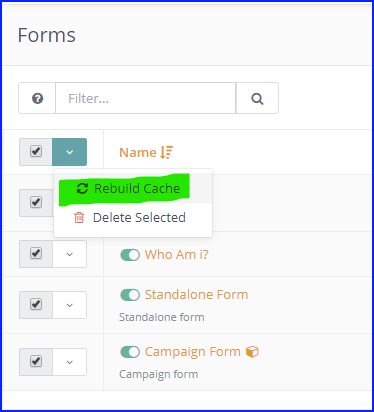 Forms
Filter...
Name
Rebuild Cache
Delete Selected
Who Am i?
Standalone Form
Standalone form
Campaign Form
Campaign form